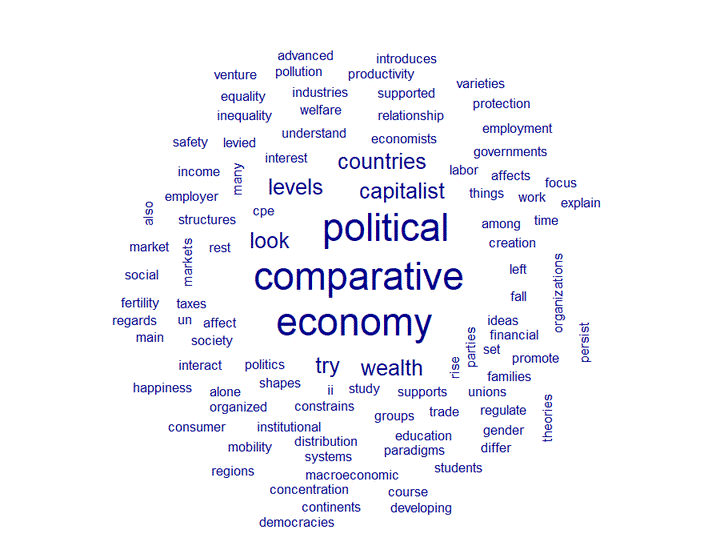 advanced
introduces
venture
pollution
productivity
varieties
equality
industries
supported
protection
inequality
welfare
relationship
employment
understand
economists
safety
levied
governments
interest
countries
labor
affects
focus
income
many
levels
capitalist
things
work
explain
employer
also
structures
cpe
political
among
time
market
markets
rest
look
creation
social
comparative
left
organizations
fertility
taxes
fall
regards
un
affect
economy
ideas
financial
main
society
set
parties
persist
interact
politics
try
wealth
rise
promote
families
happiness
alone
shapes
ii
study
supports
unions
organized
constrains
groups
trade
regulate
theories
consumer
institutional
education
gender
mobility
distribution
paradigms
differ
systems
regions
macroeconomic
students
concentration
course
continents
developing
democracies